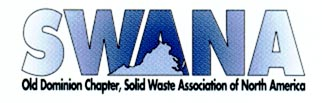 SWANA
Old Dominion Chapter, Solid Waste Association of North America